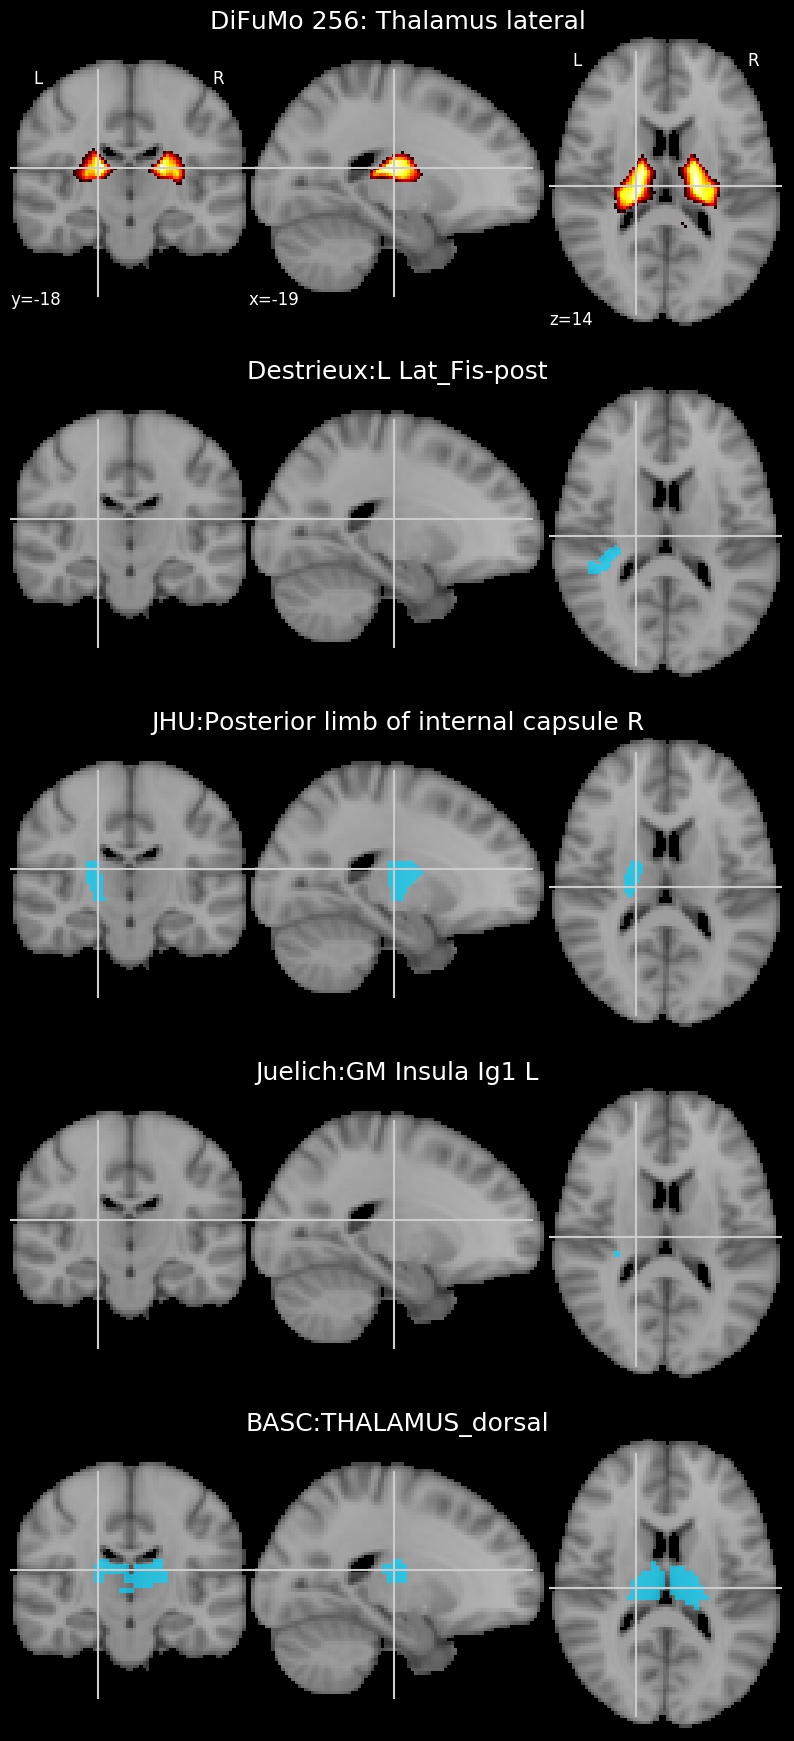 DiFuMo 256: Thalamus lateral
L R L R
y=-18 x=-19 z=14
Destrieux:L Lat_Fis-post
JHU:Posterior limb of internal capsule R
Juelich:GM Insula Ig1 L
BASC:THALAMUS_dorsal